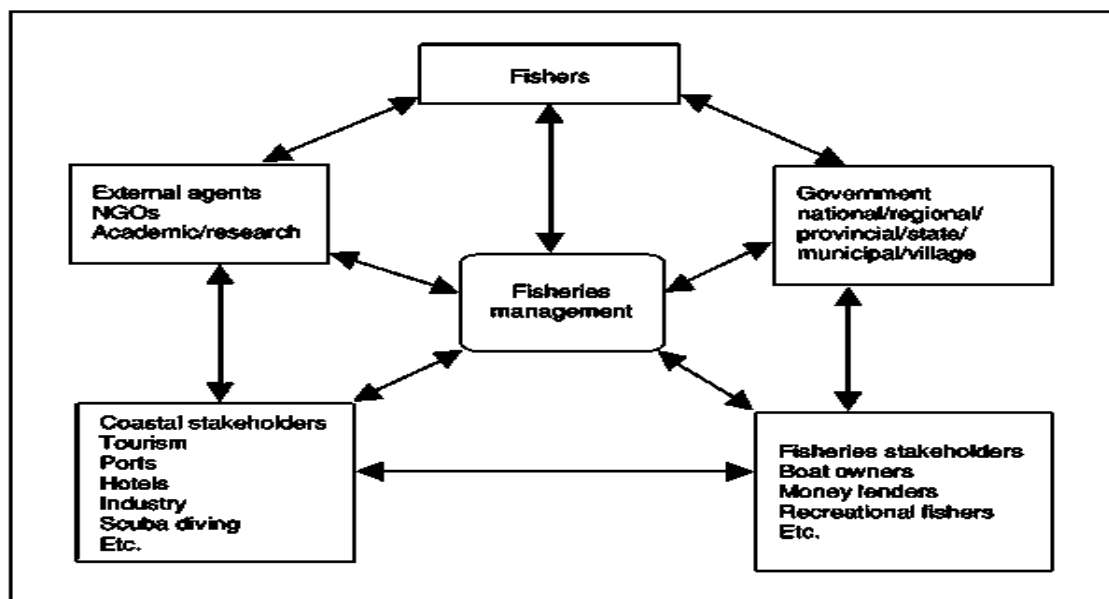 Fishers
External agents
NGOs
Academic/research
Government
national/regional/
provincial/state/
municipal/village
Fisheries
management
Coastal stakeholders
Tourism
Ports
Hotels
Industry
Scuba diving
Etc.
Fisheries stakeholders
Boat owners
Money lenders
Recreational fishers
Etc.